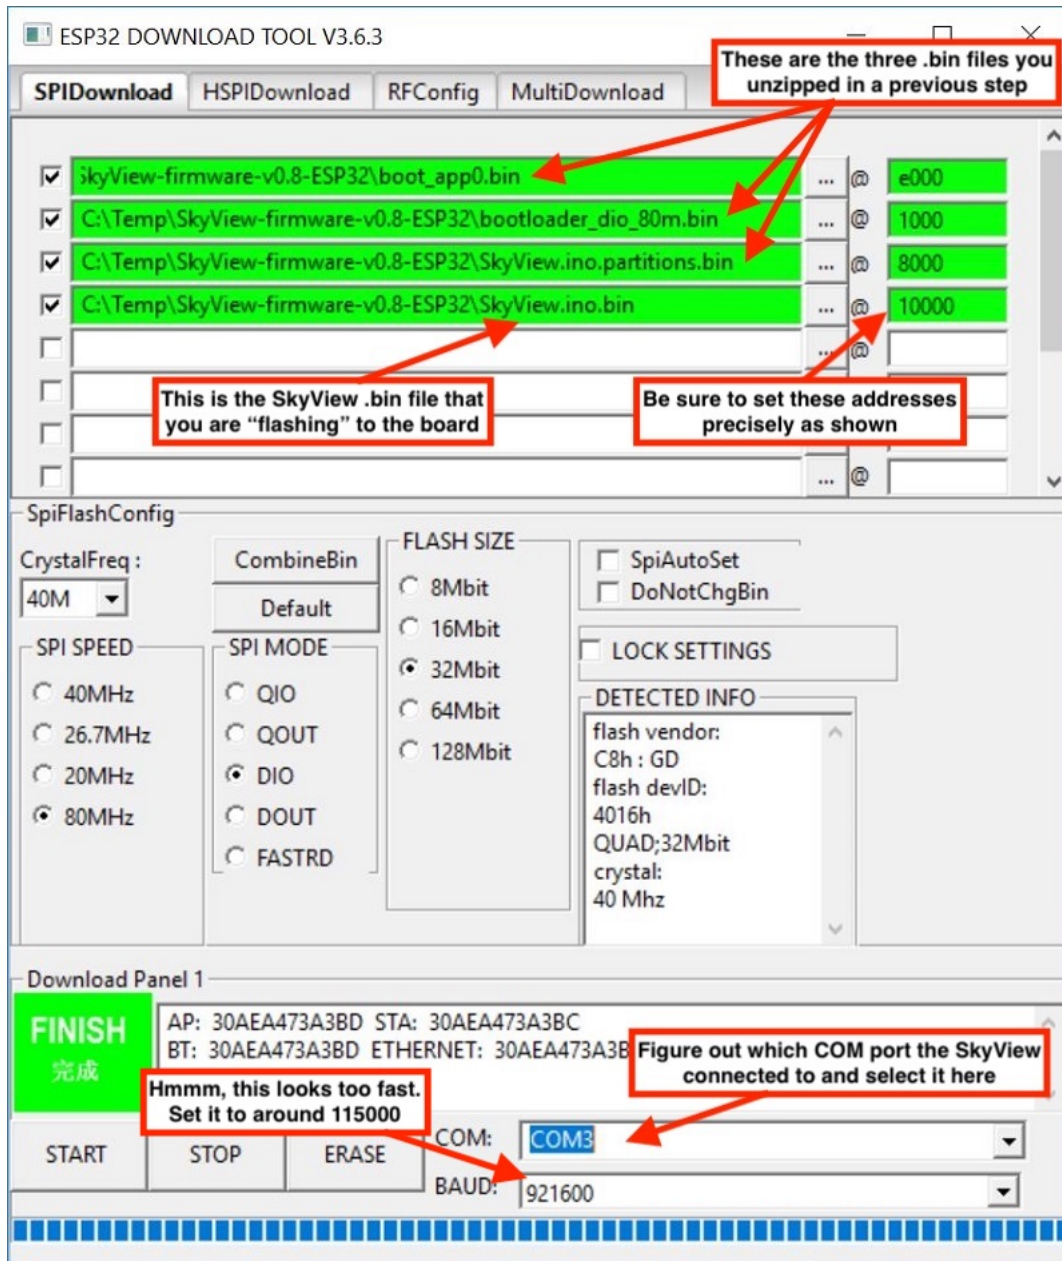 ESP32 DOWNLOAD TOOL V3.6.3
These are the three .bin files you
unzipped in a previous step
SPIDownload HSPIDownload RFConfig MultiDownload
SkyView-firmware-v0.8-ESP32\boot_app0.bin ... @ e000
C:\Temp\SkyView-firmware-v0.8-ESP32\bootloader_dio_80m.bin ... @ 1000
C:\Temp\SkyView-firmware-v0.8-ESP32\SkyView.ino.partitions.bin ... @ 8000
C:\Temp\SkyView-firmware-v0.8-ESP32\SkyView.ino.bin ... @ 10000
... @
This is the SkyView .bin file that
you are “flashing” to the board
Be sure to set these addresses
precisely as shown
... @
SpiFlashConfig
CrystalFreq :
40M
CombineBin
Default
SPI SPEED
40MHz
26.7MHz
20MHz
80MHz
SPI MODE
QIO
QOUT
DIO
DOUT
FASTRD
FLASH SIZE
8Mbit
16Mbit
32Mbit
64Mbit
128Mbit
SpiAutoSet
DoNotChgBin
LOCK SETTINGS
DETECTED INFO
flash vendor:
C8h : GD
flash devID:
4016h
QUAD;32Mbit
crystal:
40 Mhz
Download Panel 1
FINISH
完成
AP: 30AEA473A3BD STA: 30AEA473A3BC
BT: 30AEA473A3BD ETHERNET: 30AEA473A3B
Figure out which COM port the SkyView
connected to and select it here
Hmmm, this looks too fast.
Set it to around 115000
START STOP ERASE
COM: COM3
BAUD: 921600